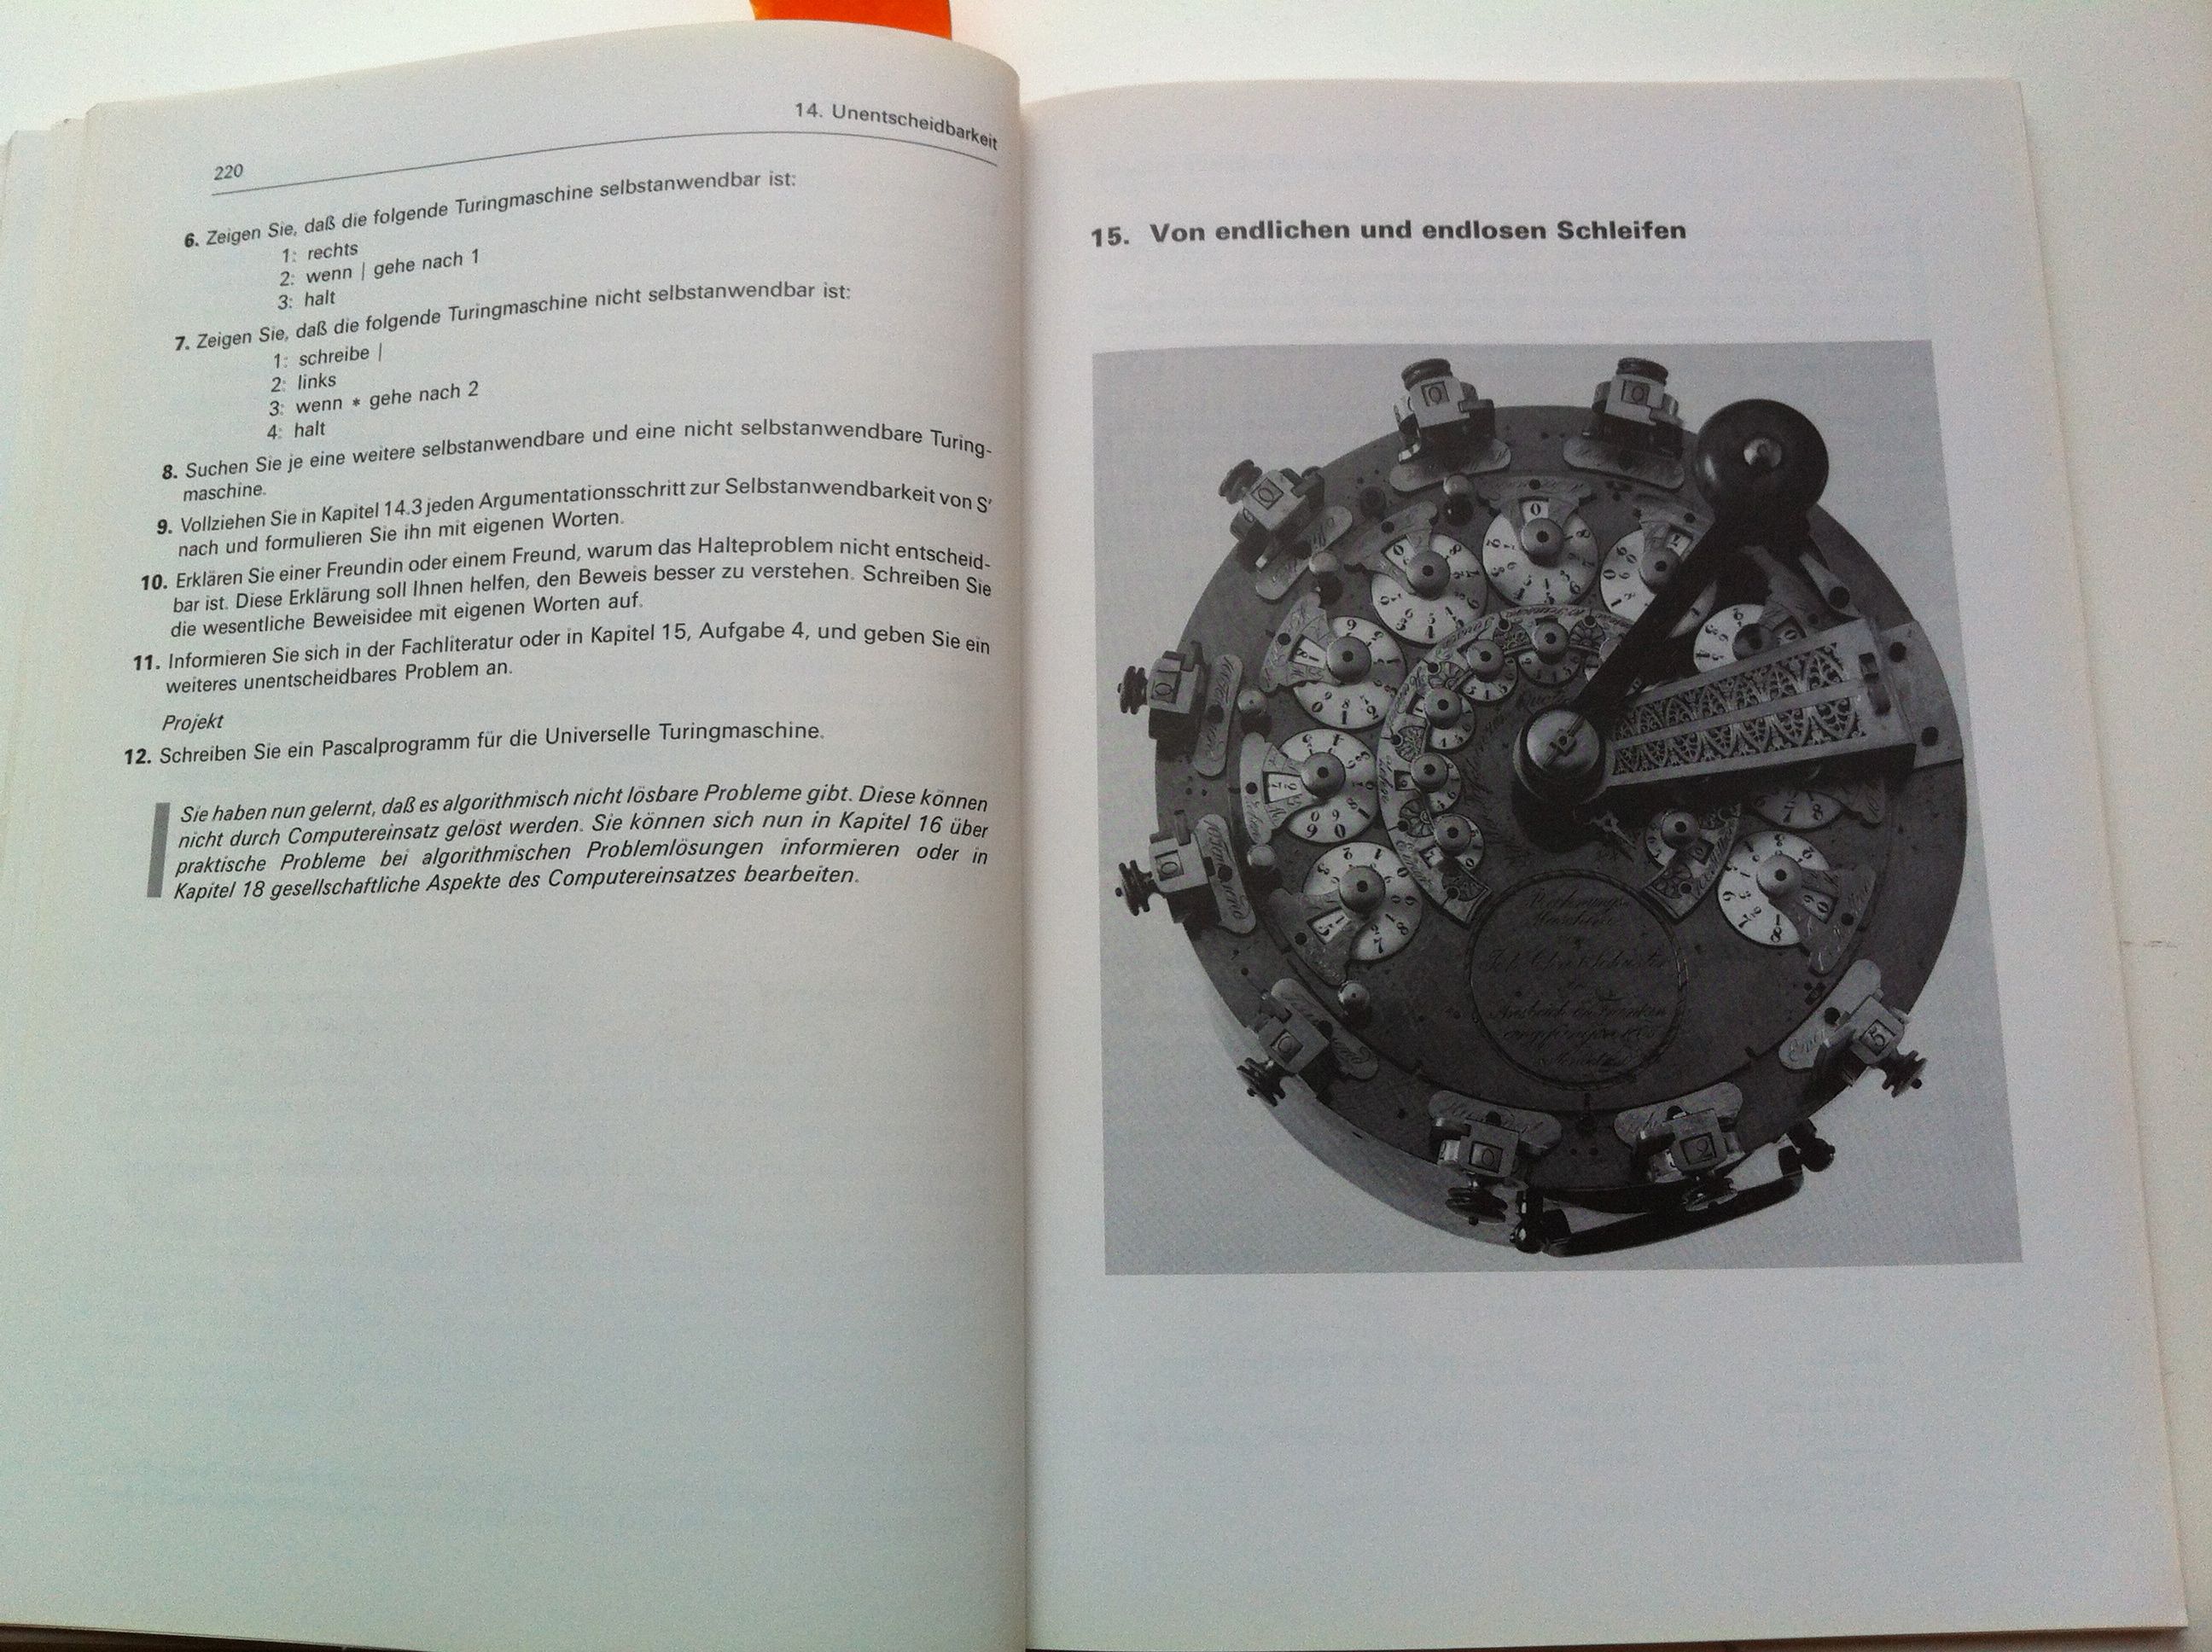 220
14. Unentscheidbarkeit
6. Zeigen Sie, daß die folgende Turingmaschine selbstanwendbar ist:
1: rechts
2: wenn | gehe nach 1
3: halt
7. Zeigen Sie, daß die folgende Turingmaschine nicht selbstanwendbar ist:
1: schreibe |
2: links
3: wenn * gehe nach 2
4: halt
8. Suchen Sie je eine weitere selbstanwendbare und eine nicht selbstanwendbare Turing-
maschine.
9. Vollziehen Sie in Kapitel 14.3 jeden Argumentationsschritt zur Selbstanwendbarkeit von S'
nach und formulieren Sie ihn mit eigenen Worten.
10. Erklären Sie einer Freundin oder einem Freund, warum das Halteproblem nicht entscheid-
bar ist. Diese Erklärung soll Ihnen helfen, den Beweis besser zu verstehen. Schreiben Sie
die wesentliche Beweisidee mit eigenen Worten auf.
11. Informieren Sie sich in der Fachliteratur oder in Kapitel 15, Aufgabe 4, und geben Sie ein
weiteres unentscheidbares Problem an.
Projekt
12. Schreiben Sie ein Pascalprogramm für die Universelle Turingmaschine.
Sie haben nun gelernt, daß es algorithmisch nicht lösbare Probleme gibt. Diese können
nicht durch Computereinsatz gelöst werden. Sie können sich nun in Kapitel 16 über
praktische Probleme bei algorithmischen Problemlösungen informieren oder in
Kapitel 18 gesellschaftliche Aspekte des Computereinsatzes bearbeiten.
15. Von endlichen und endlosen Schleifen